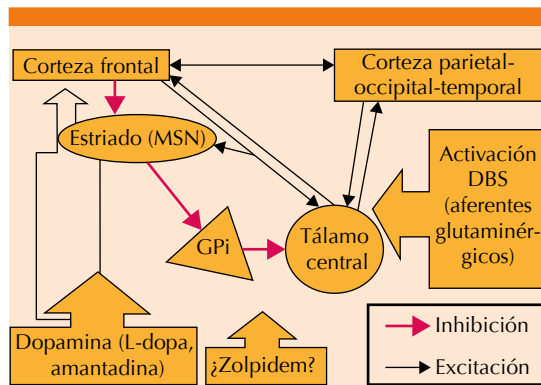 Corteza frontal
Corteza parietal-
occipital-temporal
Estriado (MSN)
Activación
DBS
(aferentes
glutaminér-
gicos)
GPi
Tálamo
central
Dopamina (L-dopa,
amantadina)
¿Zolpidem?
Inhibición
Excitación